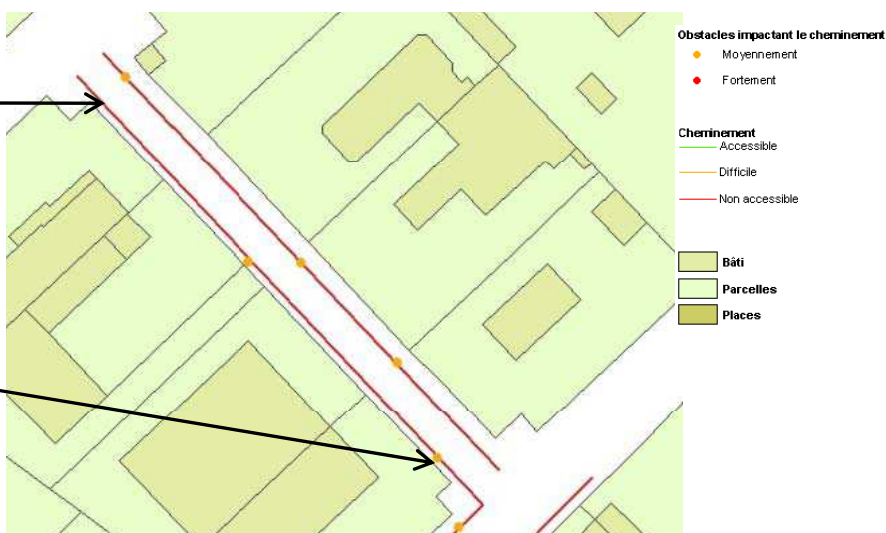 Obstacles impactant le cheminement
Moyennement
Fortement
Cheminement
Accessible
Difficile
Non accessible
Bâti
Parcelles
Places